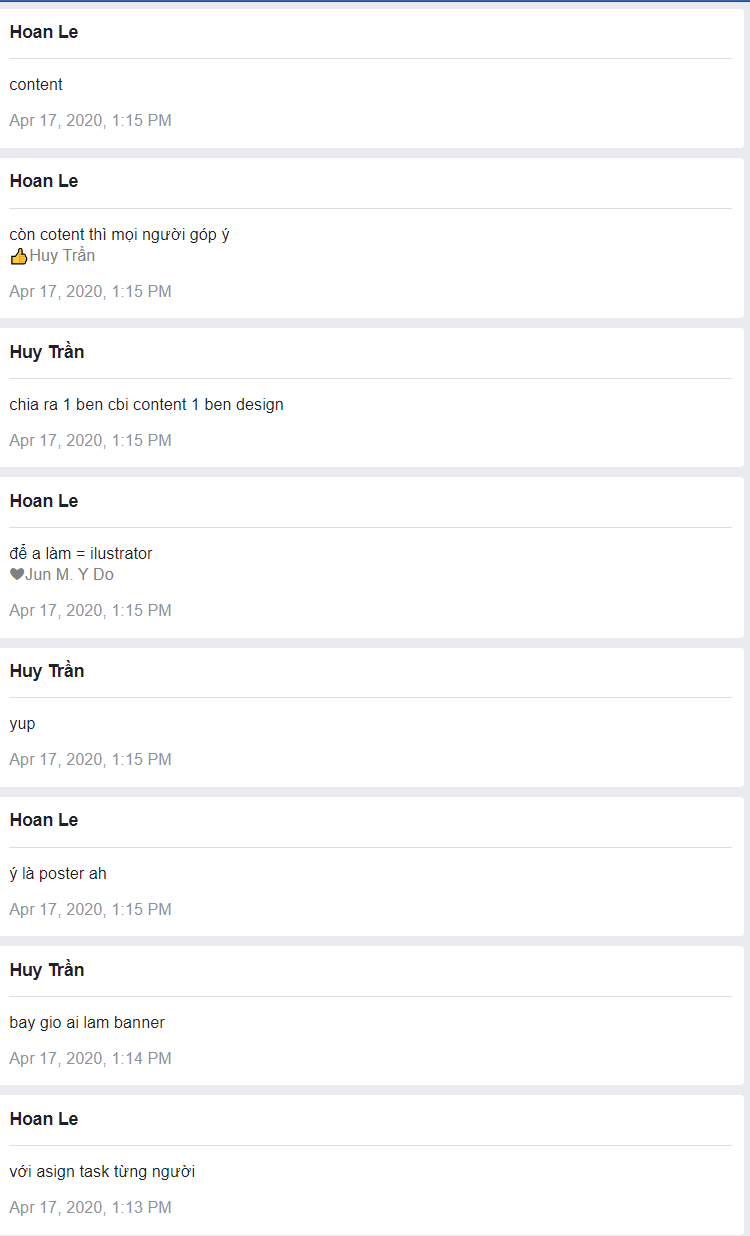 Hoan Le
content
Apr 17, 2020, 1:15 PM
Hoan Le
còn cotent thì mọi người góp ý
👍Huy Trần
Apr 17, 2020, 1:15 PM
Huy Trần
chia ra 1 ben cbi content 1 ben design
Apr 17, 2020, 1:15 PM
Hoan Le
để a làm = ilustrator
❤Jun M. Y Do
Apr 17, 2020, 1:15 PM
Huy Trần
yup
Apr 17, 2020, 1:15 PM
Hoan Le
ý là poster ah
Apr 17, 2020, 1:15 PM
Huy Trần
bay gio ai lam banner
Apr 17, 2020, 1:14 PM
Hoan Le
với asign task từng người
Apr 17, 2020, 1:13 PM